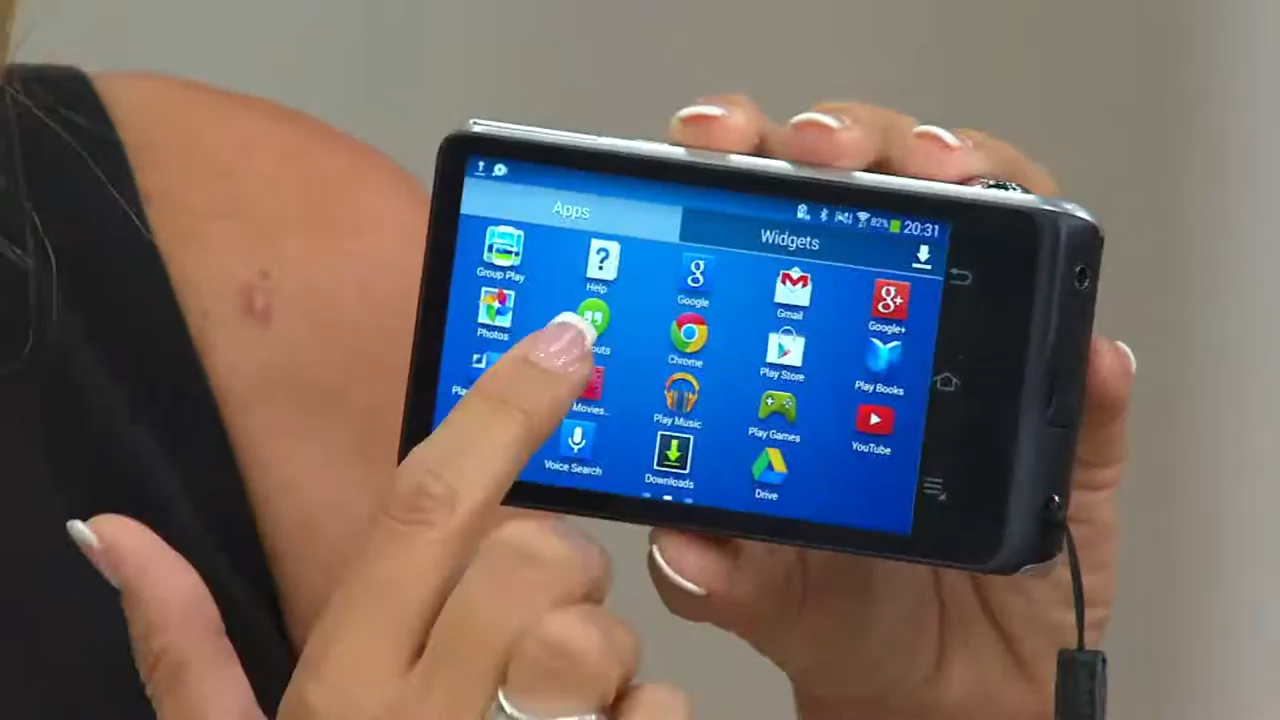 82% 20:31
Apps
Widgets
Group Play
Help
Google
Gmail
g+
Google+
Photos
Chrome
Play Store
Play Books
Movies...
Play Music
Play Games
YouTube
Voice Search
Downloads
Drive